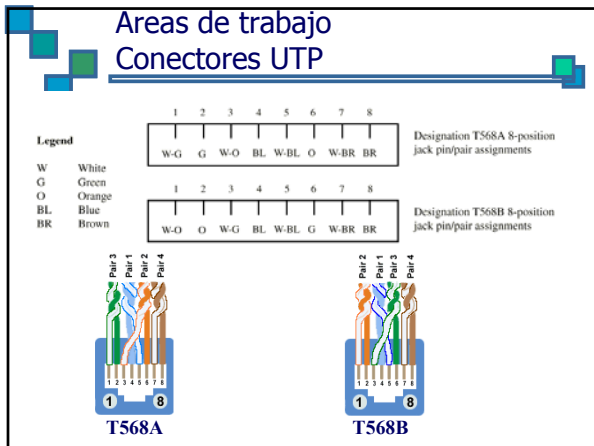 Areas de trabajo
Conectores UTP
1 2 3 4 5 6 7 8
W-G G W-O BL W-BL O W-BR BR
Designation T568A 8-position
jack pin/pair assignments
Legend
W White
G Green
O Orange
BL Blue
BR Brown
1 2 3 4 5 6 7 8
W-O O W-G BL W-BL G W-BR BR
Designation T568B 8-position
jack pin/pair assignments
Pair 3
Pair 1
Pair 2
Pair 4
1 2 3 4 5 6 7 8
1 8
T568A
Pair 2
Pair 1
Pair 3
Pair 4
1 2 3 4 5 6 7 8
1 8
T568B